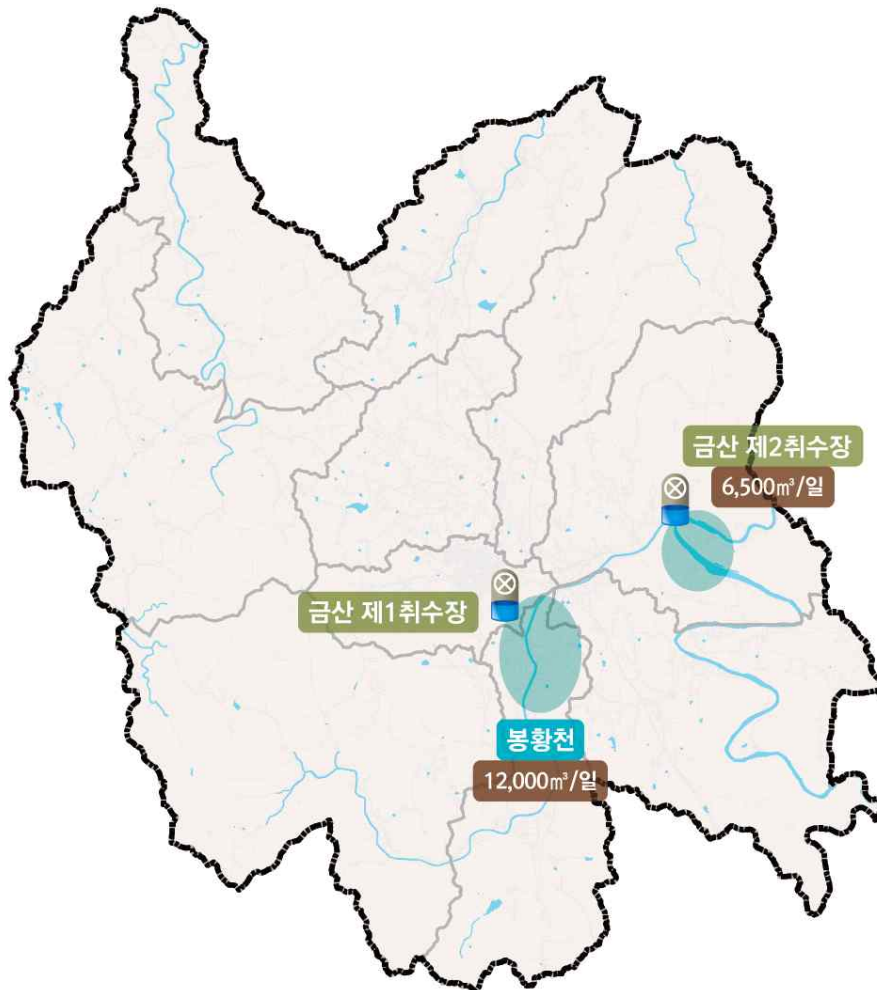 금산 제2취수장
6,500㎥/일
금산 제1취수장
봉황천
12,000㎥/일